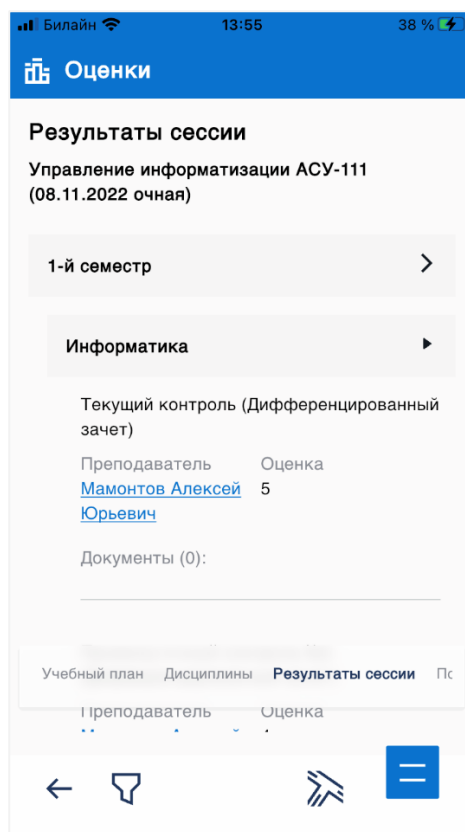 Билайн 13:55 38 %
Оценки
Результаты сессии
Управление информатизации АСУ-111
(08.11.2022 очная)
1-й семестр
Информатика
Текущий контроль (Дифференцированный
зачет)
Преподаватель Оценка
Мамонтов Алексей 5
Юрьевич
Документы (0):
Учебный план Дисциплины Результаты сессии
Преподаватель Оценка